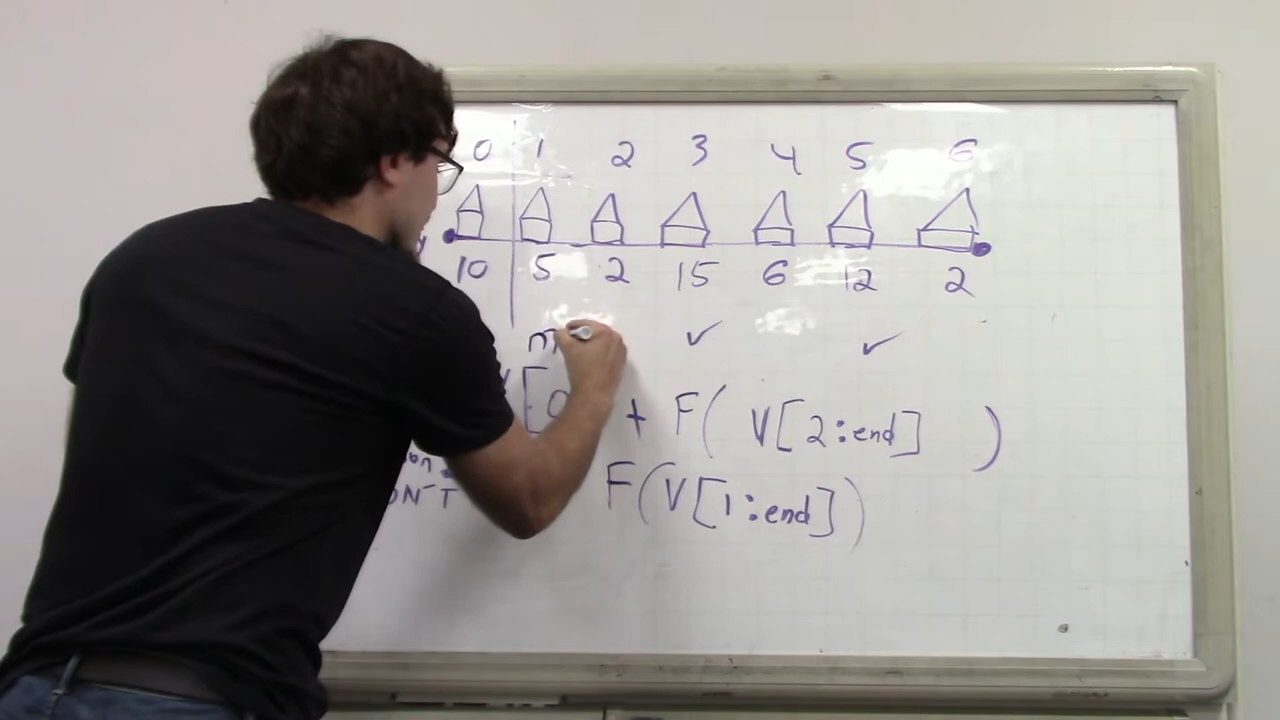 0 1 2 3 4 5 6
10 5 2 15 6 12 2
m ✓ ✓
[0 + F( V[2:end] )
F(V[1:end])